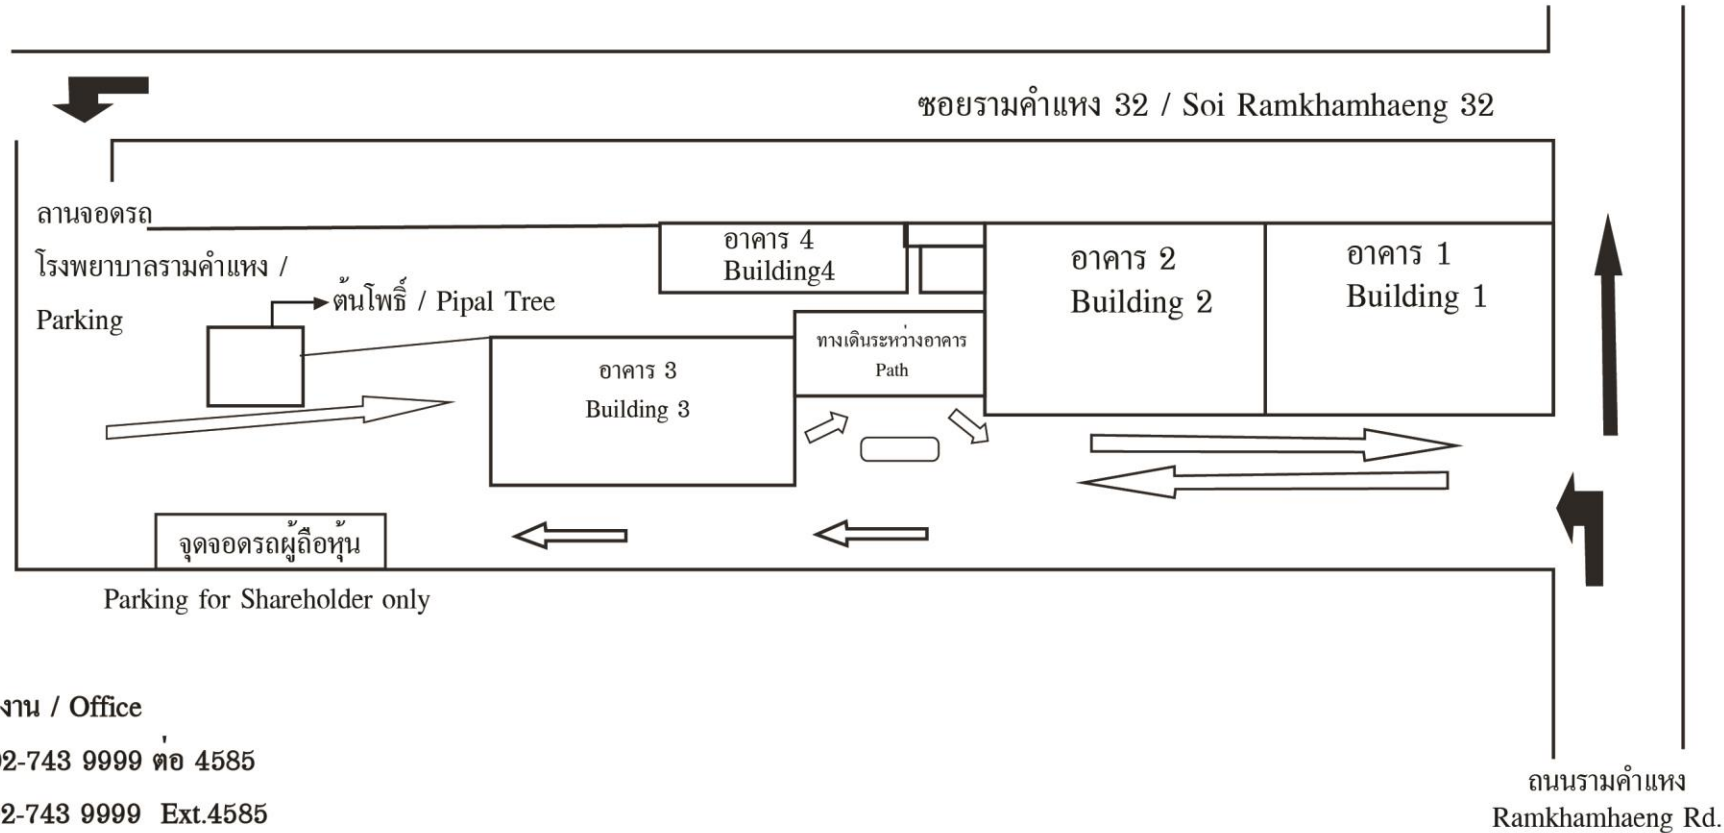 ซอยรามคำแหง 32 / Soi Ramkhamhaeng 32
ลานจอดรถ
โรงพยาบาลรามคำแหง /
Parking
ต้นโพธิ์ / Pipal Tree
อาคาร 4
Building4
อาคาร 2
Building 2
อาคาร 1
Building 1
ทางเดินระหว่างอาคาร
Path
อาคาร 3
Building 3
จุดจอดรถผู้ถือหุ้น
Parking for Shareholder only
งาน / Office
2-743 9999 ต่อ 4585
2-743 9999 Ext.4585
ถนนรามคำแหง
Ramkhamhaeng Rd.